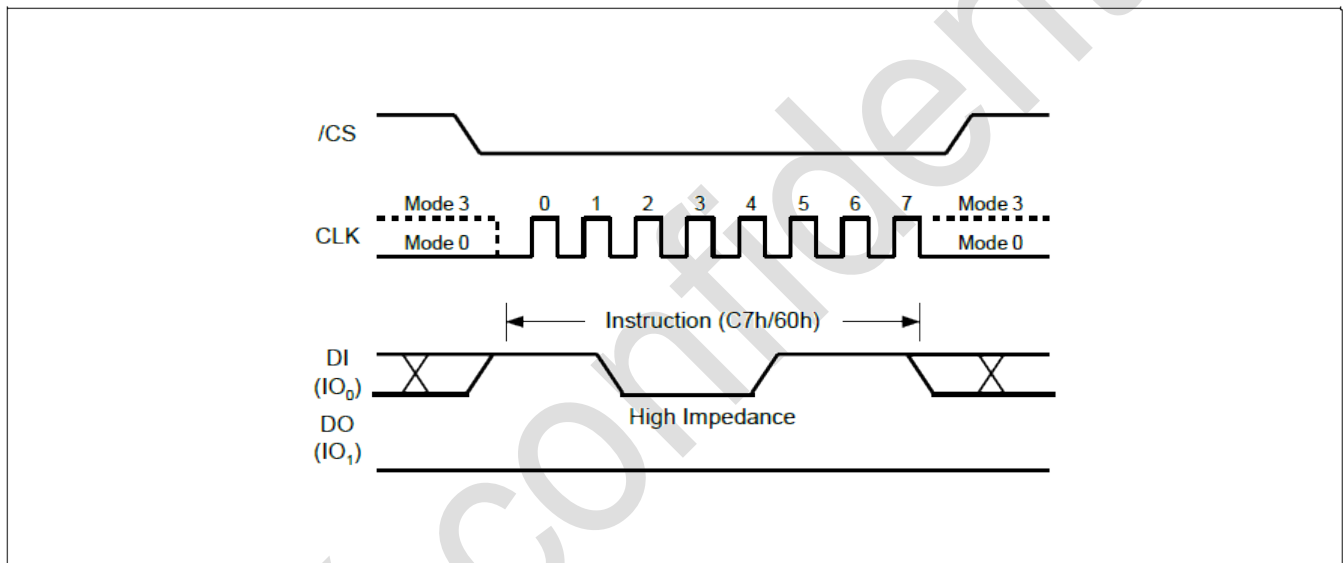 /CS
Mode 3 0 1 2 3 4 5 6 7 Mode 3
CLK
Mode 0 Mode 0
Instruction (C7h/60h)
DI
(IO0)
High Impedance
DO
(IO1)
confident